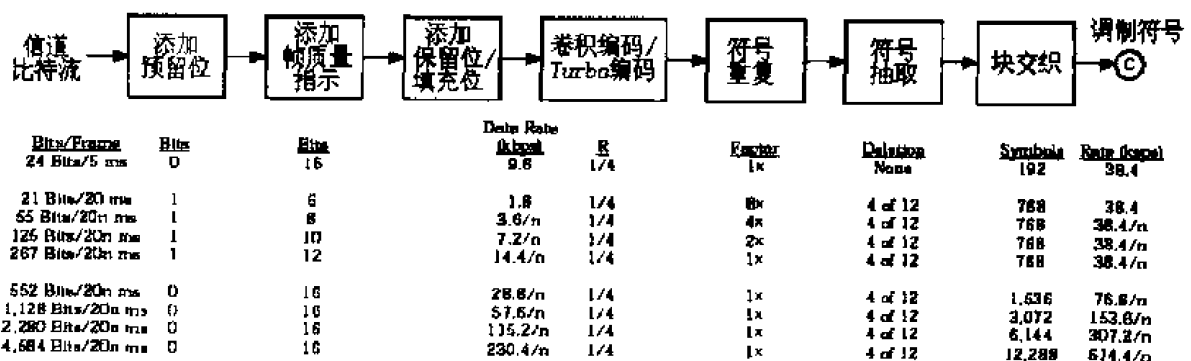 信道
比特流
添加
预留位
添加
帧质量
指示
添加
保留位/
填充位
卷积编码/
Turbo编码
符号
重复
符号
抽取
块交织
调制符号
C
Bits/Frame Bits Bits Data Rate (kbps) R Factor Deletion Symbols Rate (ksps)
24 Bits/5 ms 0 16 9.6 1/4 1x None 192 38.4
21 Bits/20 ms 1 6 1.8 1/4 8x 4 of 12 768 38.4
55 Bits/20n ms 1 8 3.6/n 1/4 4x 4 of 12 768 38.4/n
125 Bits/20n ms 1 10 7.2/n 1/4 2x 4 of 12 768 38.4/n
267 Bits/20n ms 1 12 14.4/n 1/4 1x 4 of 12 768 38.4/n
552 Bits/20n ms 0 16 28.8/n 1/4 1x 4 of 12 1,536 76.8/n
1,128 Bits/20n ms 0 16 57.6/n 1/4 1x 4 of 12 3,072 153.6/n
2,280 Bits/20n ms 0 16 115.2/n 1/4 1x 4 of 12 6,144 307.2/n
4,584 Bits/20n ms 0 16 230.4/n 1/4 1x 4 of 12 12,288 614.4/n